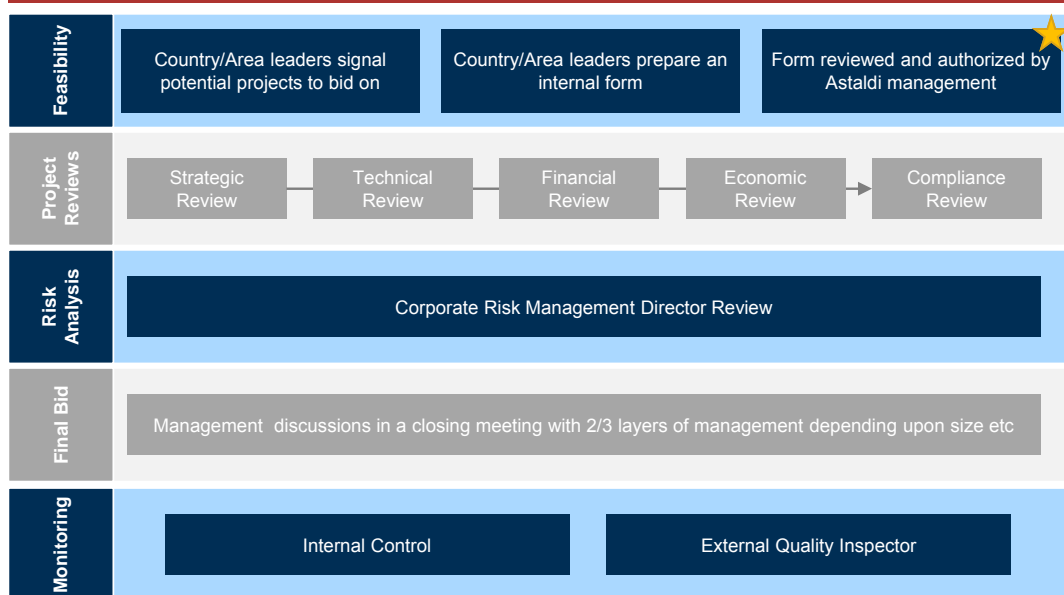 Feasibility
Country/Area leaders signal
potential projects to bid on
Country/Area leaders prepare an
internal form
Form reviewed and authorized by
Astaldi management
Project
Reviews
Strategic
Review
Technical
Review
Financial
Review
Economic
Review
Compliance
Review
Risk
Analysis
Corporate Risk Management Director Review
Final Bid
Management discussions in a closing meeting with 2/3 layers of management depending upon size etc
Monitoring
Internal Control
External Quality Inspector